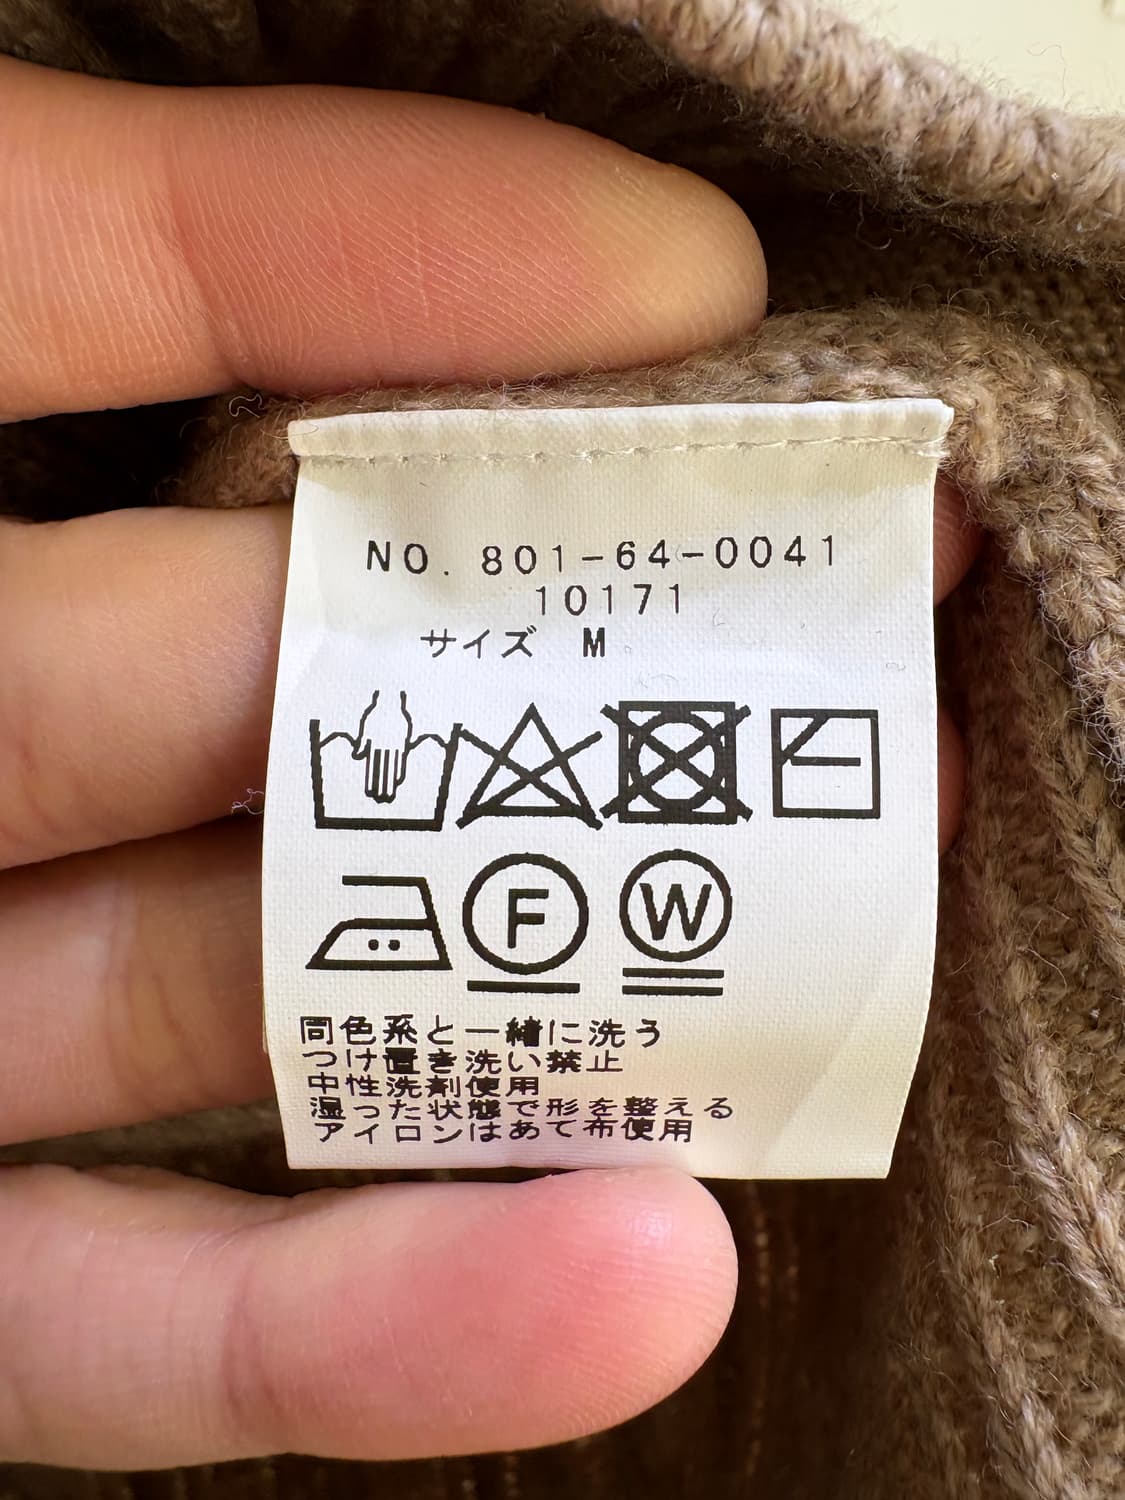 NO. 801-64-0041
10171
サイズ M
F W
同色系と一緒に洗う
つけ置き洗い禁止
中性洗剤使用
湿った状態で形を整える
アイロンはあて布使用